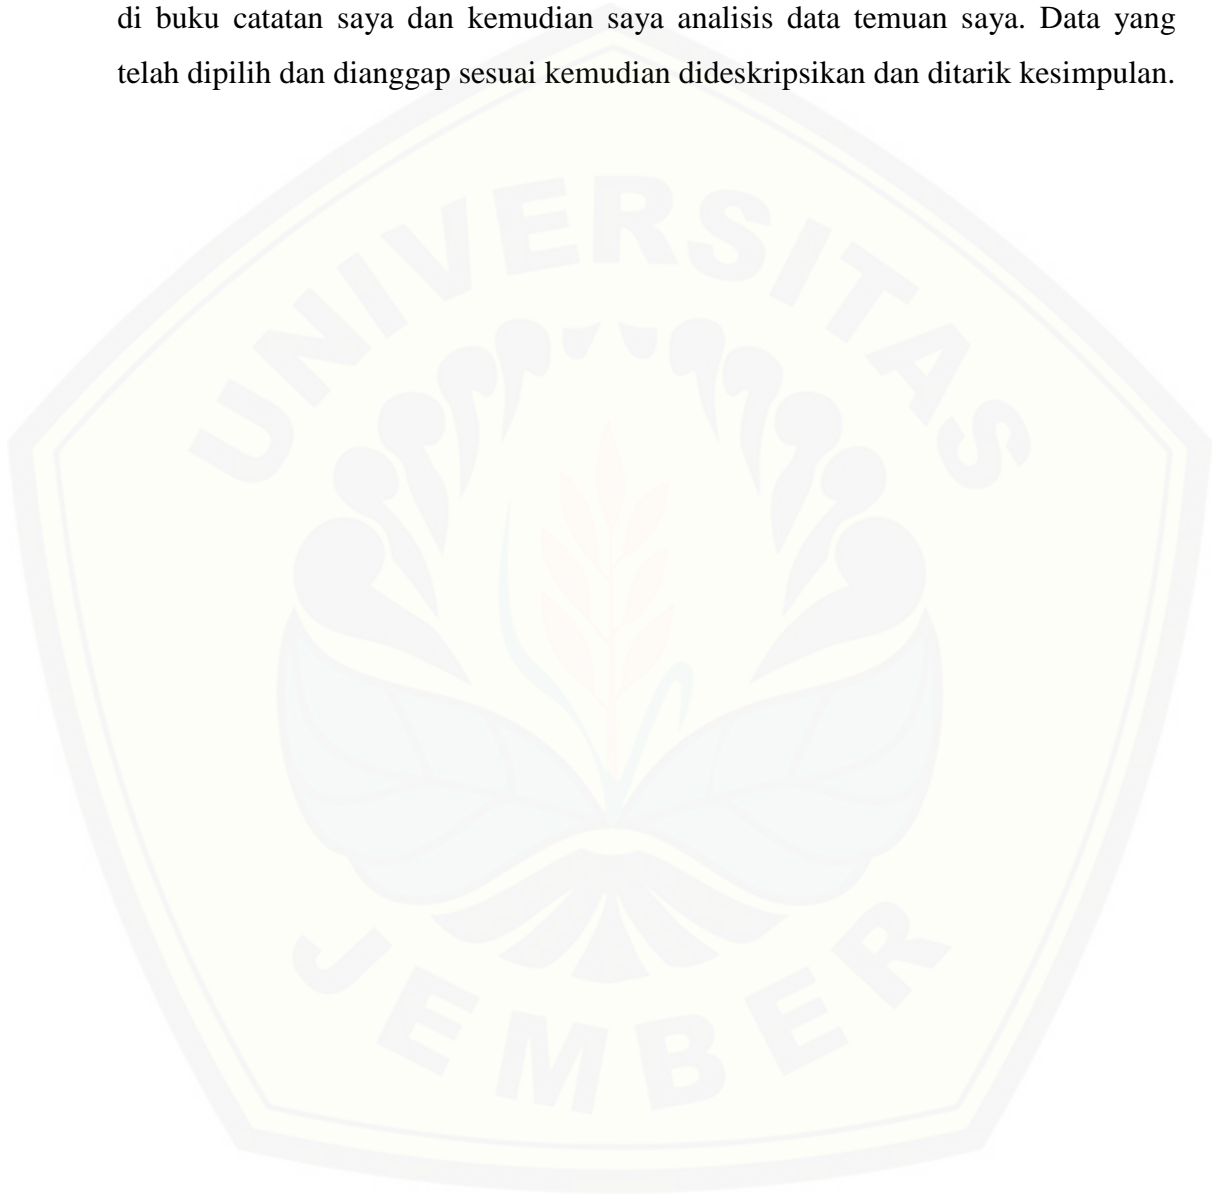 di buku catatan saya dan kemudian saya analisis data temuan saya. Data yang
telah dipilih dan dianggap sesuai kemudian dideskripsikan dan ditarik kesimpulan.
UNIVERSITAS
JEMBER